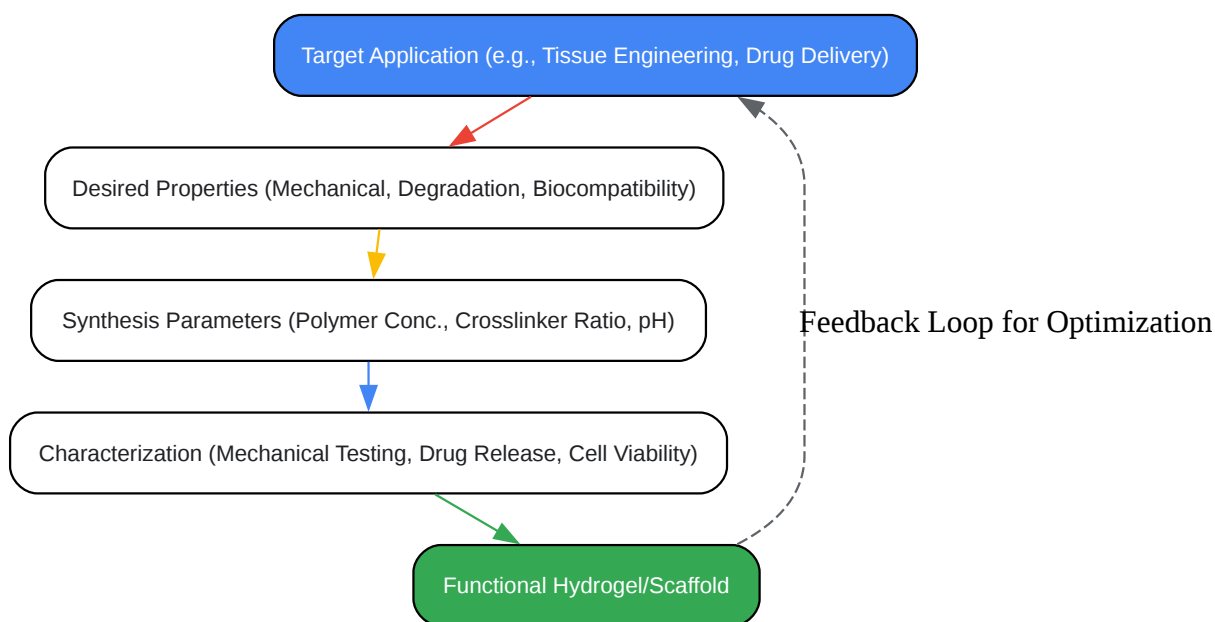 Target Application (e.g., Tissue Engineering, Drug Delivery)
Desired Properties (Mechanical, Degradation, Biocompatibility)
Synthesis Parameters (Polymer Conc., Crosslinker Ratio, pH)
Feedback Loop for Optimization
Characterization (Mechanical Testing, Drug Release, Cell Viability)
Functional Hydrogel/Scaffold